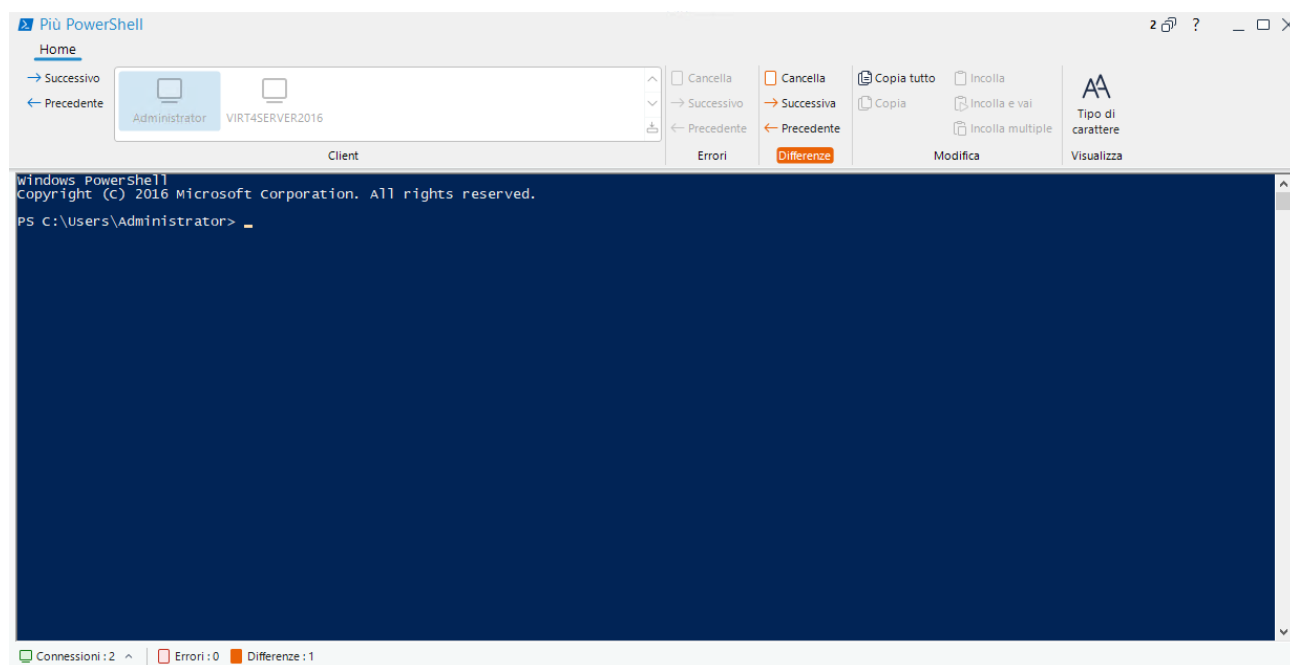 Più PowerShell
2
?
Home
Successivo
Precedente
Administrator
VIRT4SERVER2016
Client
Cancella
Successivo
Precedente
Errori
Cancella
Successiva
Precedente
Differenze
Copia tutto
Copia
Incolla
Incolla e vai
Incolla multiple
Modifica
Tipo di
carattere
Visualizza
Windows PowerShell
Copyright (C) 2016 Microsoft Corporation. All rights reserved.
PS C:\Users\Administrator> _
Connessioni : 2
Errori : 0
Differenze : 1